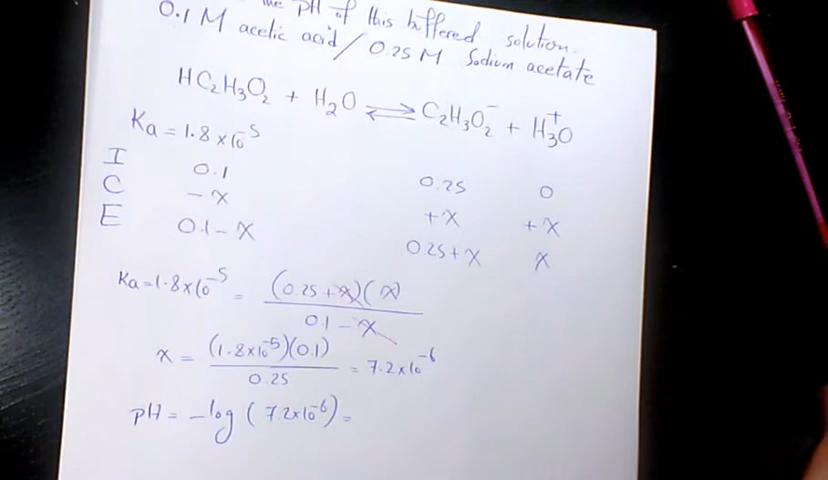 the pH of this buffered solution.
0.1 M acetic acid / 0.25 M Sodium acetate
HC₂H₃O₂ + H₂O ⇌ C₂H₃O₂⁻ + H₃O⁺
Ka = 1.8 x 10⁻⁵
I 0.1 0.25 0
C - x + x + x
E 0.1 - x 0.25 + x x
Ka = 1.8 x 10⁻⁵ = (0.25 + x)(x) / 0.1 - x
x = (1.8x10⁻⁵)(0.1) / 0.25 = 7.2 x 10⁻⁶
pH = - log ( 7.2x10⁻⁶) =